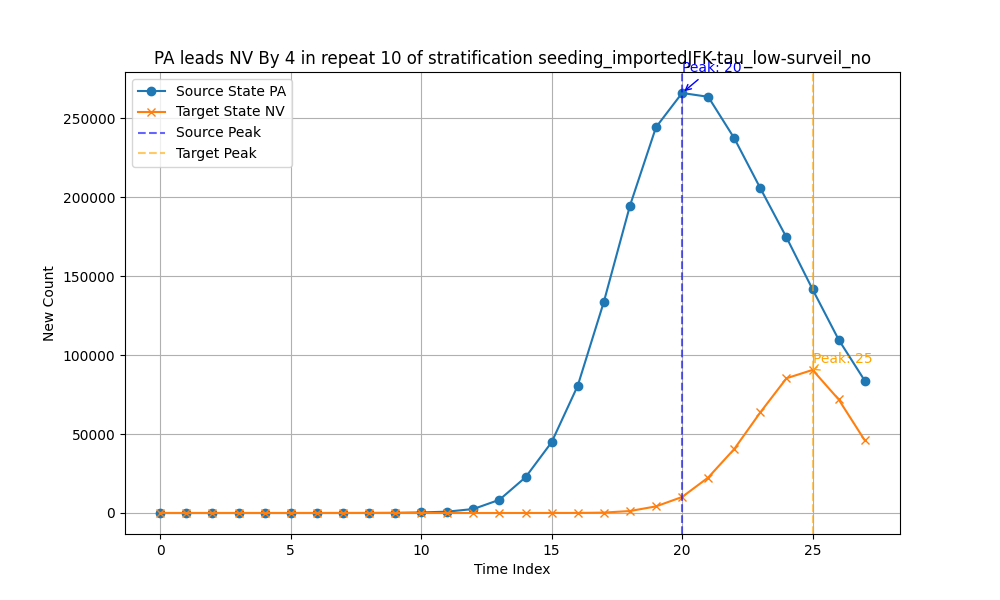 PA leads NV By 4 in repeat 10 of stratification seeding_importedJFK-tau_low-surveil_no
Peak: 20
Source State PA
Target State NV
Source Peak
Target Peak
250000
200000
150000
100000
50000
0
New Count
Peak: 25
0 5 10 15 20 25
Time Index